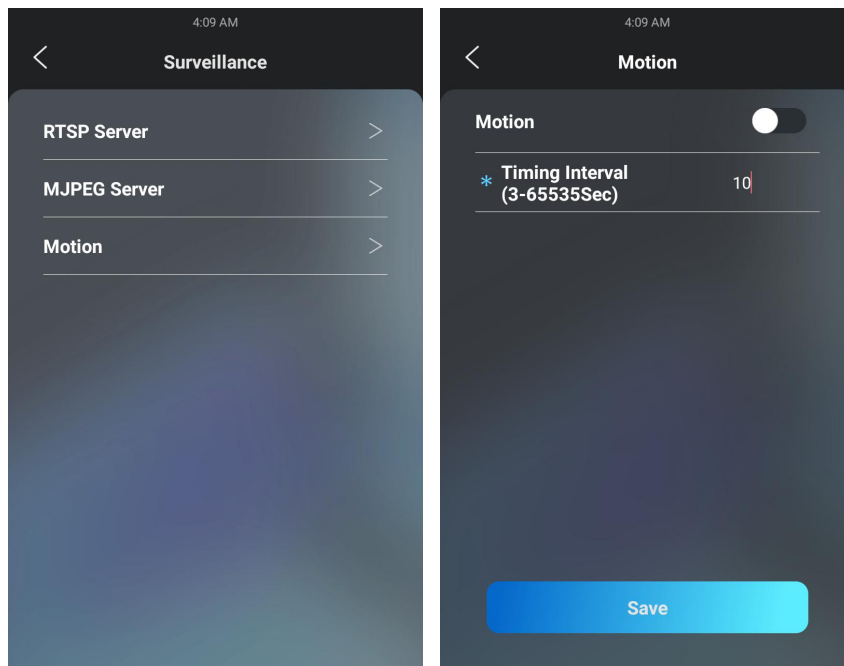 4:09 AM
Surveillance
RTSP Server
MJPEG Server
Motion
4:09 AM
Motion
Motion
* Timing Interval
(3-65535Sec)
10
Save